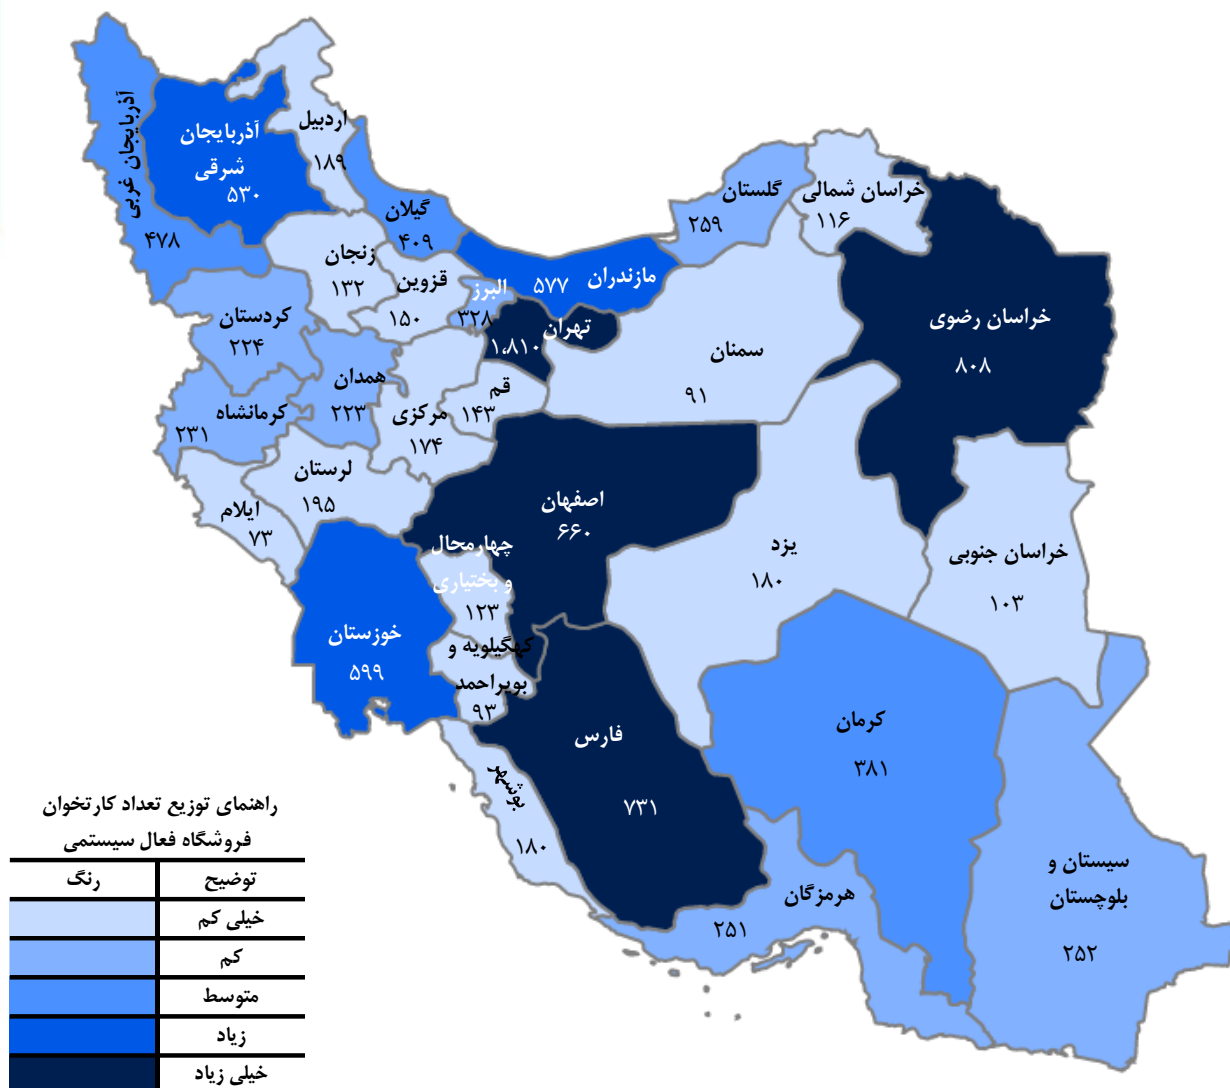 آذربایجان غربی
۴۷۸
آذربایجان
شرقی
۵۳۰
اردبیل
۱۸۹
گیلان
۴۰۹
زنجان
۱۳۲
قزوین
۱۵۰
البرز
۳۲۸
مازندران
۵۷۷
تهران
۱،۸۱۰
گلستان
۲۵۹
خراسان شمالی
۱۱۶
خراسان رضوی
۸۰۸
سمنان
۹۱
کردستان
۲۲۴
همدان
۲۲۳
کرمانشاه
۲۳۱
مرکزی
۱۷۴
قم
۱۴۳
لرستان
۱۹۵
ایلام
۷۳
اصفهان
۶۶۰
چهارمحال
و بختیاری
۱۲۳
یزد
۱۸۰
خراسان جنوبی
۱۰۳
خوزستان
۵۹۹
کهگیلویه و
بویراحمد
۹۳
فارس
۷۳۱
کرمان
۳۸۱
بوشهر
۱۸۰
هرمزگان
۲۵۱
سیستان و
بلوچستان
۲۵۲
راهنمای توزیع تعداد کارتخوان
فروشگاه فعال سیستمی
توضیح رنگ
خیلی کم
کم
متوسط
زیاد
خیلی زیاد